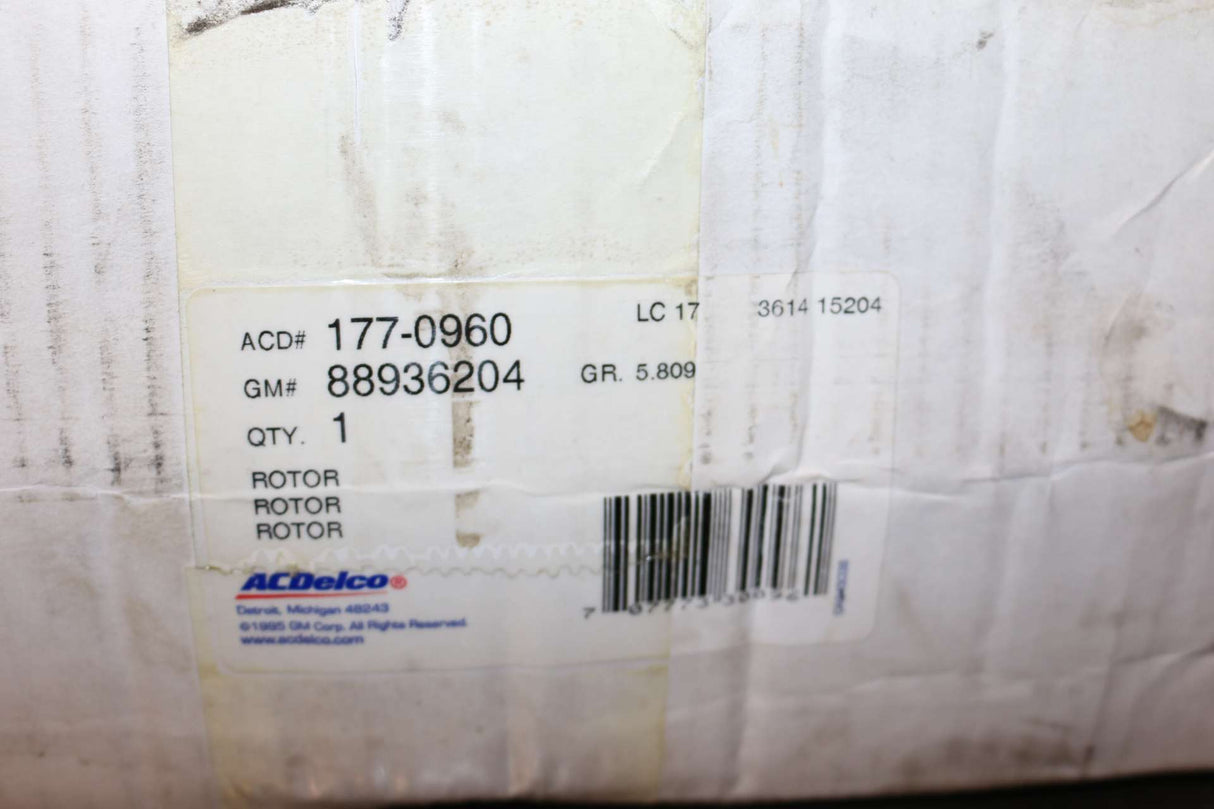 ACD# 177-0960 LC 17 3614 15204
GM# 88936204 GR. 5.809
QTY. 1
ROTOR
ROTOR
ROTOR
ACDelco®
Detroit, Michigan 48243
©1995 GM Corp. All Rights Reserved.
www.acdelco.com
7